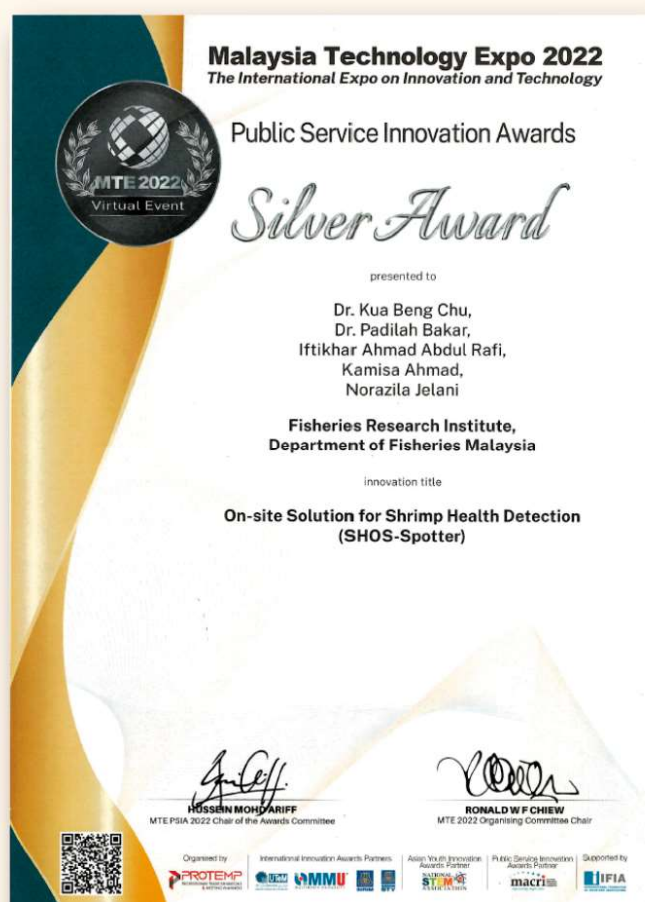 Malaysia Technology Expo 2022
The International Expo on Innovation and Technology
MTE 2022
Virtual Event
Public Service Innovation Awards
Silver Award
presented to
Dr. Kua Beng Chu,
Dr. Padilah Bakar,
Iftikhar Ahmad Abdul Rafi,
Kamisa Ahmad,
Norazila Jelani
Fisheries Research Institute,
Department of Fisheries Malaysia
innovation title
On-site Solution for Shrimp Health Detection
(SHOS-Spotter)
HUSSEIN MOHD ARIFF
MTE PSIA 2022 Chair of the Awards Committee
RONALD W F CHIEW
MTE 2022 Organising Committee Chair
Organised by
PROTEMP
International Innovation Awards Partners
MMU
Asian Youth Innovation
Awards Partner
NATIONAL
STEM
ASSOCIATION
Public Service Innovation
Awards Partner
macri
Supported by
IFIA